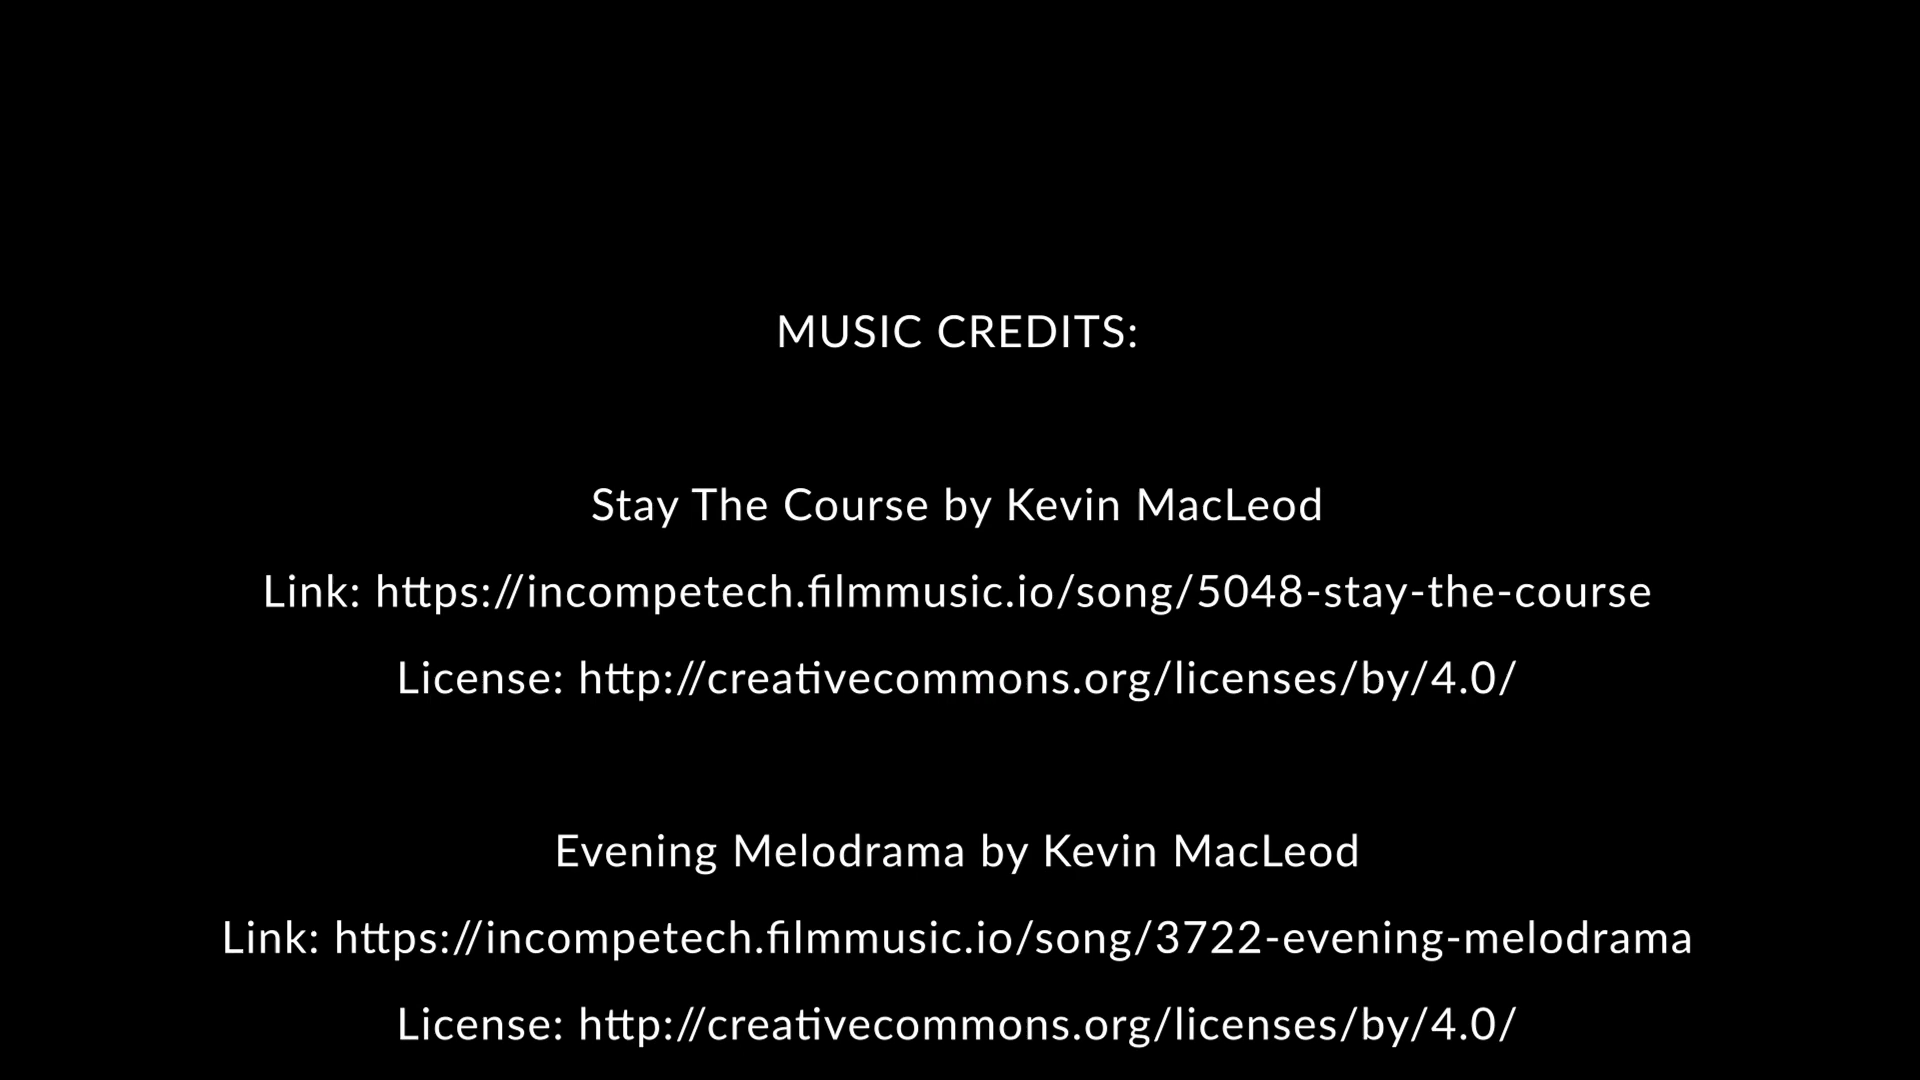 MUSIC CREDITS:
Stay The Course by Kevin MacLeod
Link: https://incompetech.filmmusic.io/song/5048-stay-the-course
License: http://creativecommons.org/licenses/by/4.0/
Evening Melodrama by Kevin MacLeod
Link: https://incompetech.filmmusic.io/song/3722-evening-melodrama
License: http://creativecommons.org/licenses/by/4.0/